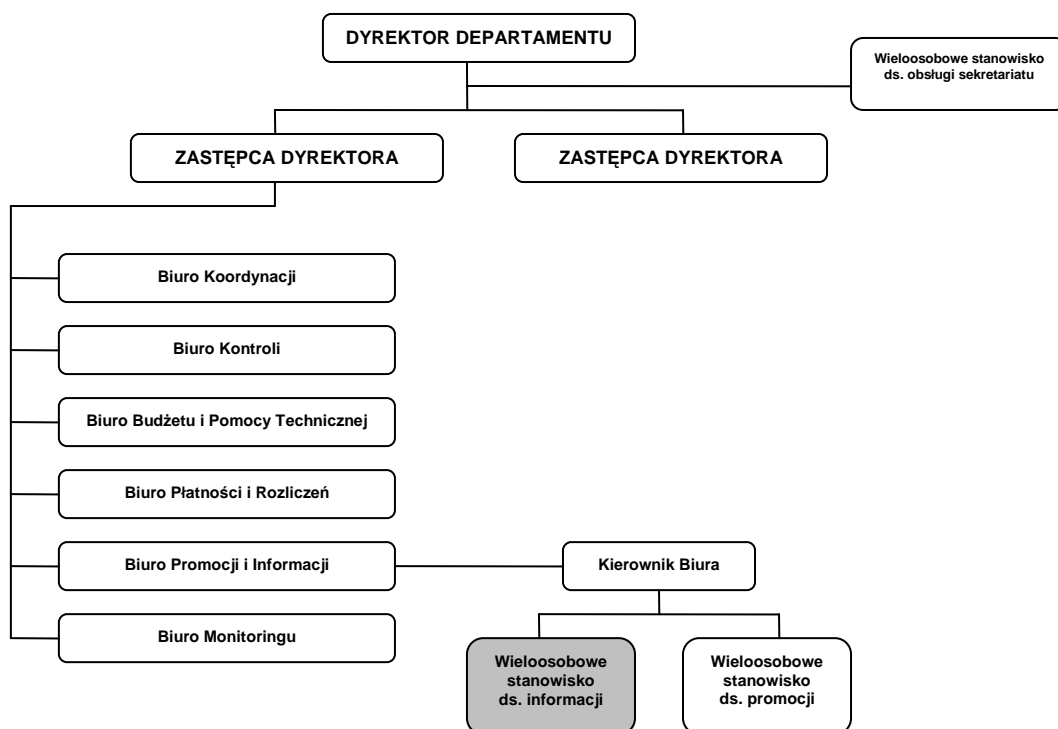 DYREKTOR DEPARTAMENTU
Wieloosobowe stanowisko
ds. obsługi sekretariatu
ZASTĘPCA DYREKTORA
ZASTĘPCA DYREKTORA
Biuro Koordynacji
Biuro Kontroli
Biuro Budżetu i Pomocy Technicznej
Biuro Płatności i Rozliczeń
Biuro Promocji i Informacji
Kierownik Biura
Biuro Monitoringu
Wieloosobowe
stanowisko
ds. informacji
Wieloosobowe
stanowisko
ds. promocji